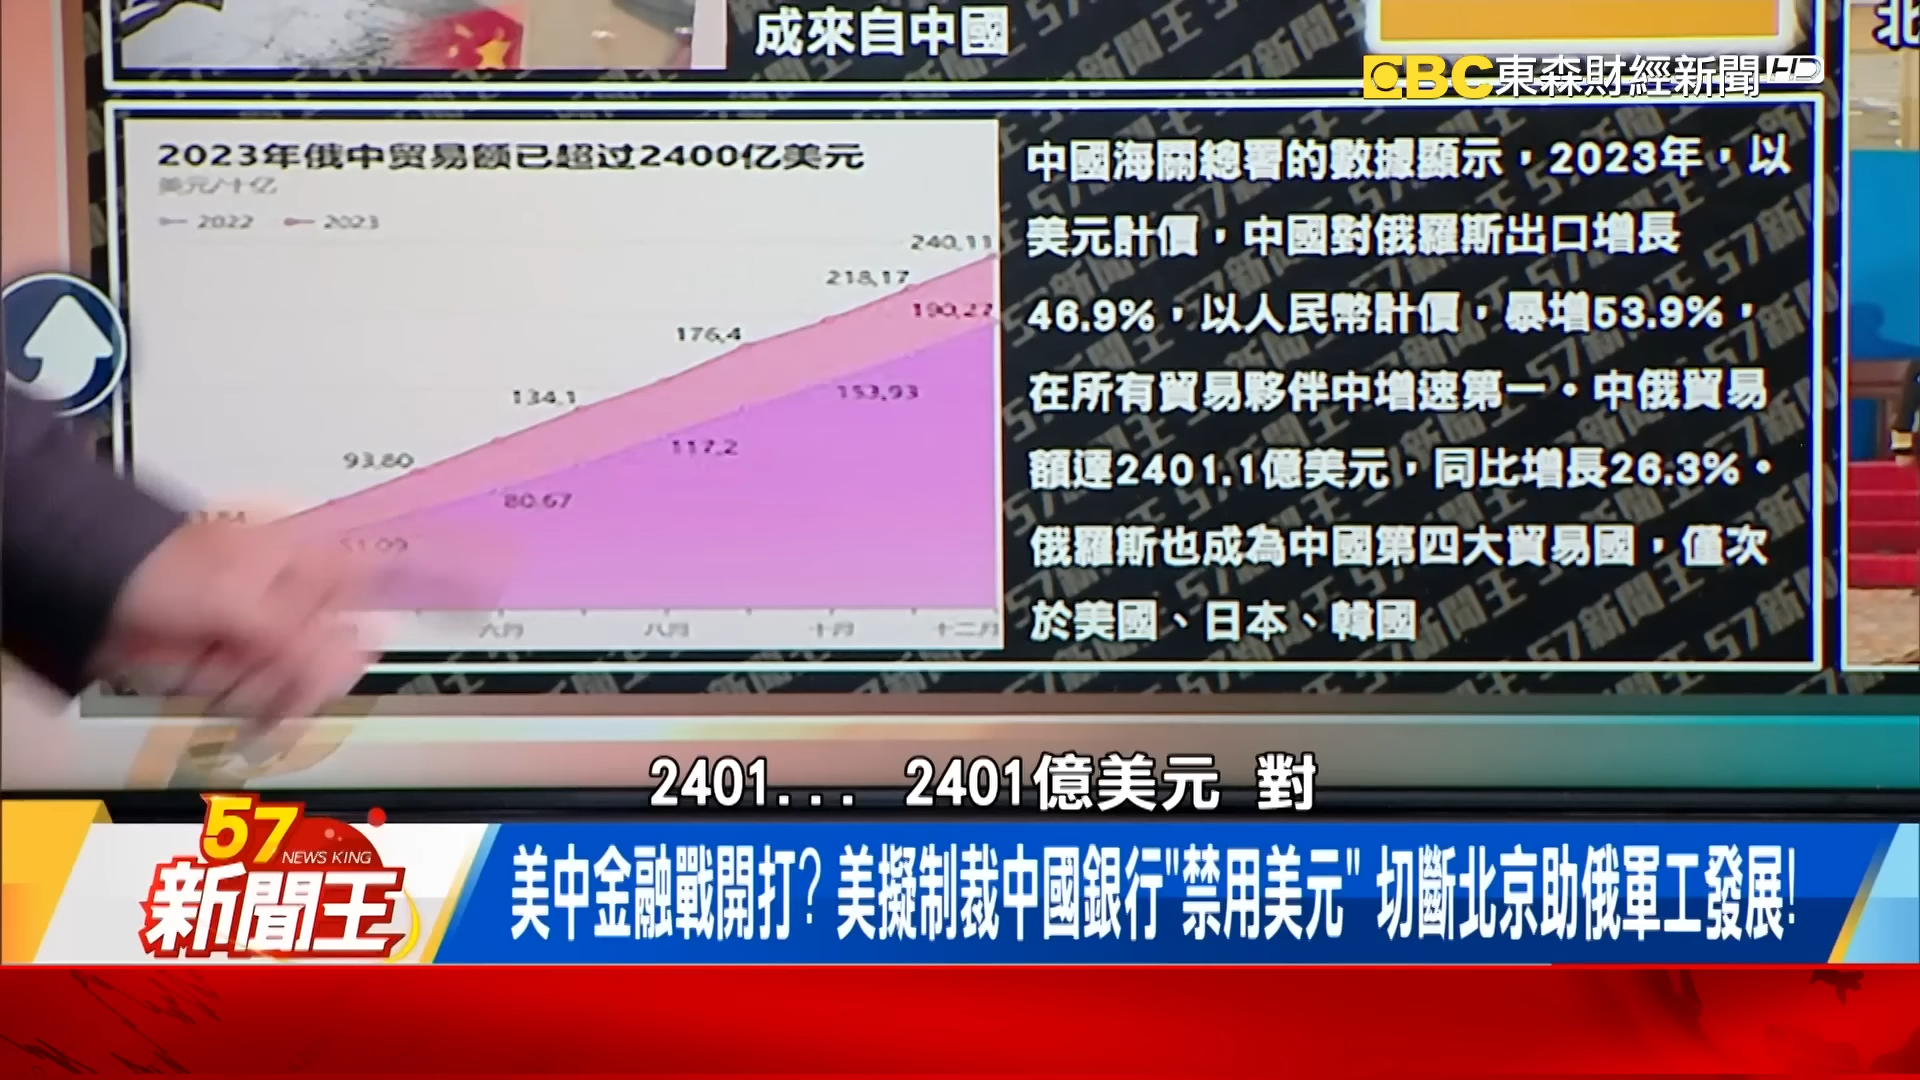 成來自中國
北
EBC東森財經新聞HD
2023年俄中贸易额已超过2400亿美元
美元/十亿
2022 2023
240,11
218,17
190,27
176,4
153,93
134,1
117,2
93,80
80.67
51,09
六月 八月 十月 十二月
中國海關總署的數據顯示，2023年，以
美元計價，中國對俄羅斯出口增長
46.9%，以人民幣計價，暴增53.9%，
在所有貿易夥伴中增速第一。中俄貿易
額達2401.1億美元，同比增長26.3%。
俄羅斯也成為中國第四大貿易國，僅次
於美國、日本、韓國
2401... 2401億美元 對
57
NEWS KING
新聞王
美中金融戰開打? 美擬制裁中國銀行"禁用美元" 切斷北京助俄軍工發展!